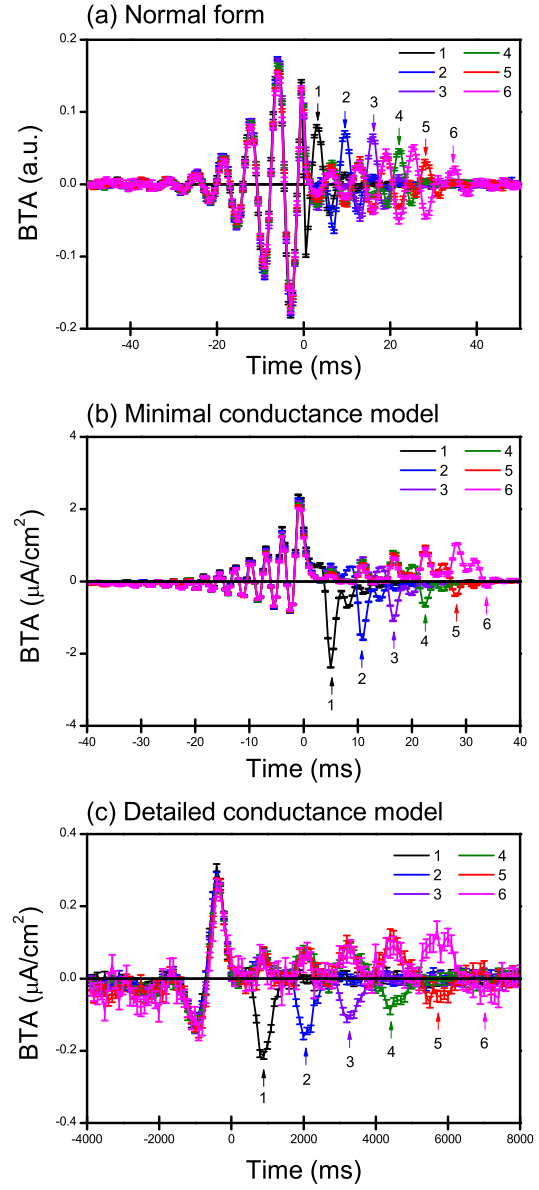 (a) Normal form
0.2
0.1
0.0
-0.1
-0.2
BTA (a.u.)
1 4
2 5
3 6
1 2 3 4 5 6
-40 -20 0 20 40
Time (ms)
(b) Minimal conductance model
4
2
0
-2
-4
BTA (μA/cm²)
1 4
2 5
3 6
1 2 3 4 5 6
-40 -30 -20 -10 0 10 20 30 40
Time (ms)
(c) Detailed conductance model
0.4
0.2
0.0
-0.2
-0.4
BTA (μA/cm²)
1 4
2 5
3 6
1 2 3 4 5 6
-4000 -2000 0 2000 4000 6000 8000
Time (ms)